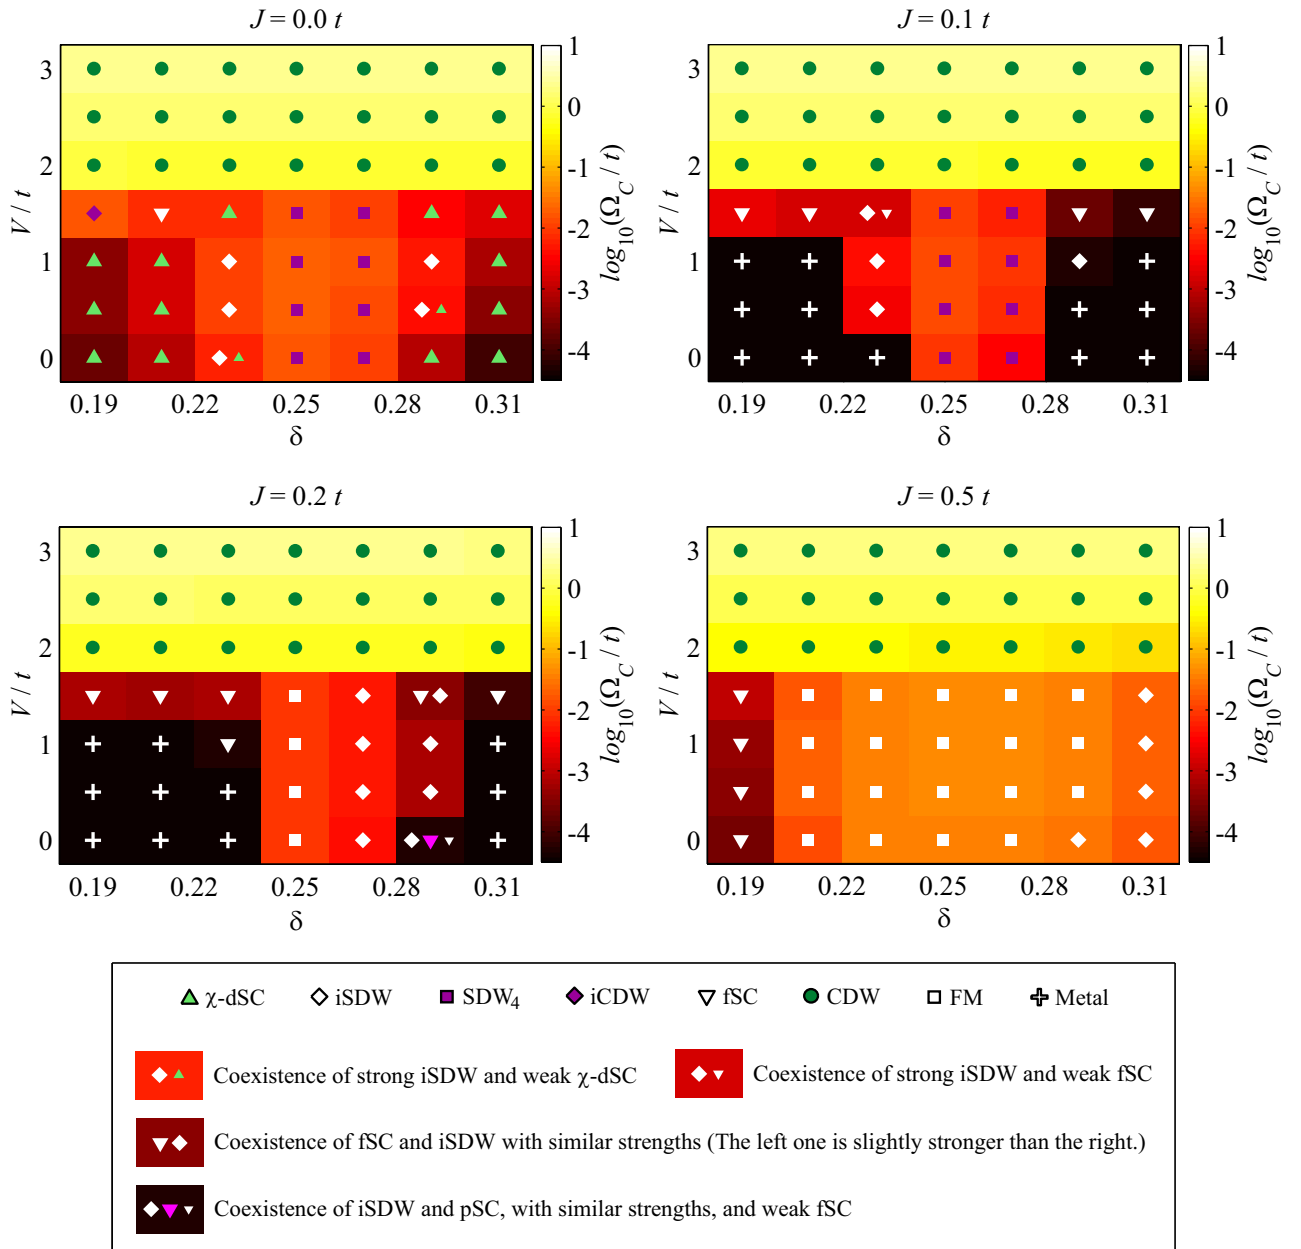 J = 0.0 t
J = 0.1 t
3
2
1
0
V / t
0.19 0.22 0.25 0.28 0.31
δ
1
0
-1
-2
-3
-4
log10(ΩC / t)
3
2
1
0
V / t
0.19 0.22 0.25 0.28 0.31
δ
1
0
-1
-2
-3
-4
log10(ΩC / t)
J = 0.2 t
J = 0.5 t
3
2
1
0
V / t
0.19 0.22 0.25 0.28 0.31
δ
1
0
-1
-2
-3
-4
log10(ΩC / t)
3
2
1
0
V / t
0.19 0.22 0.25 0.28 0.31
δ
1
0
-1
-2
-3
-4
log10(ΩC / t)
χ-dSC iSDW SDW4 iCDW fSC CDW FM Metal
Coexistence of strong iSDW and weak χ-dSC
Coexistence of strong iSDW and weak fSC
Coexistence of fSC and iSDW with similar strengths (The left one is slightly stronger than the right.)
Coexistence of iSDW and pSC, with similar strengths, and weak fSC